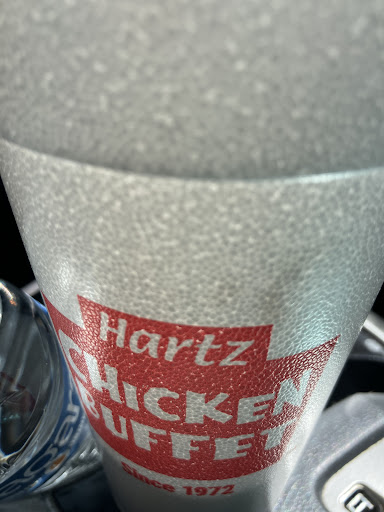 Hartz
CHICKEN
BUFFET
Since 1972